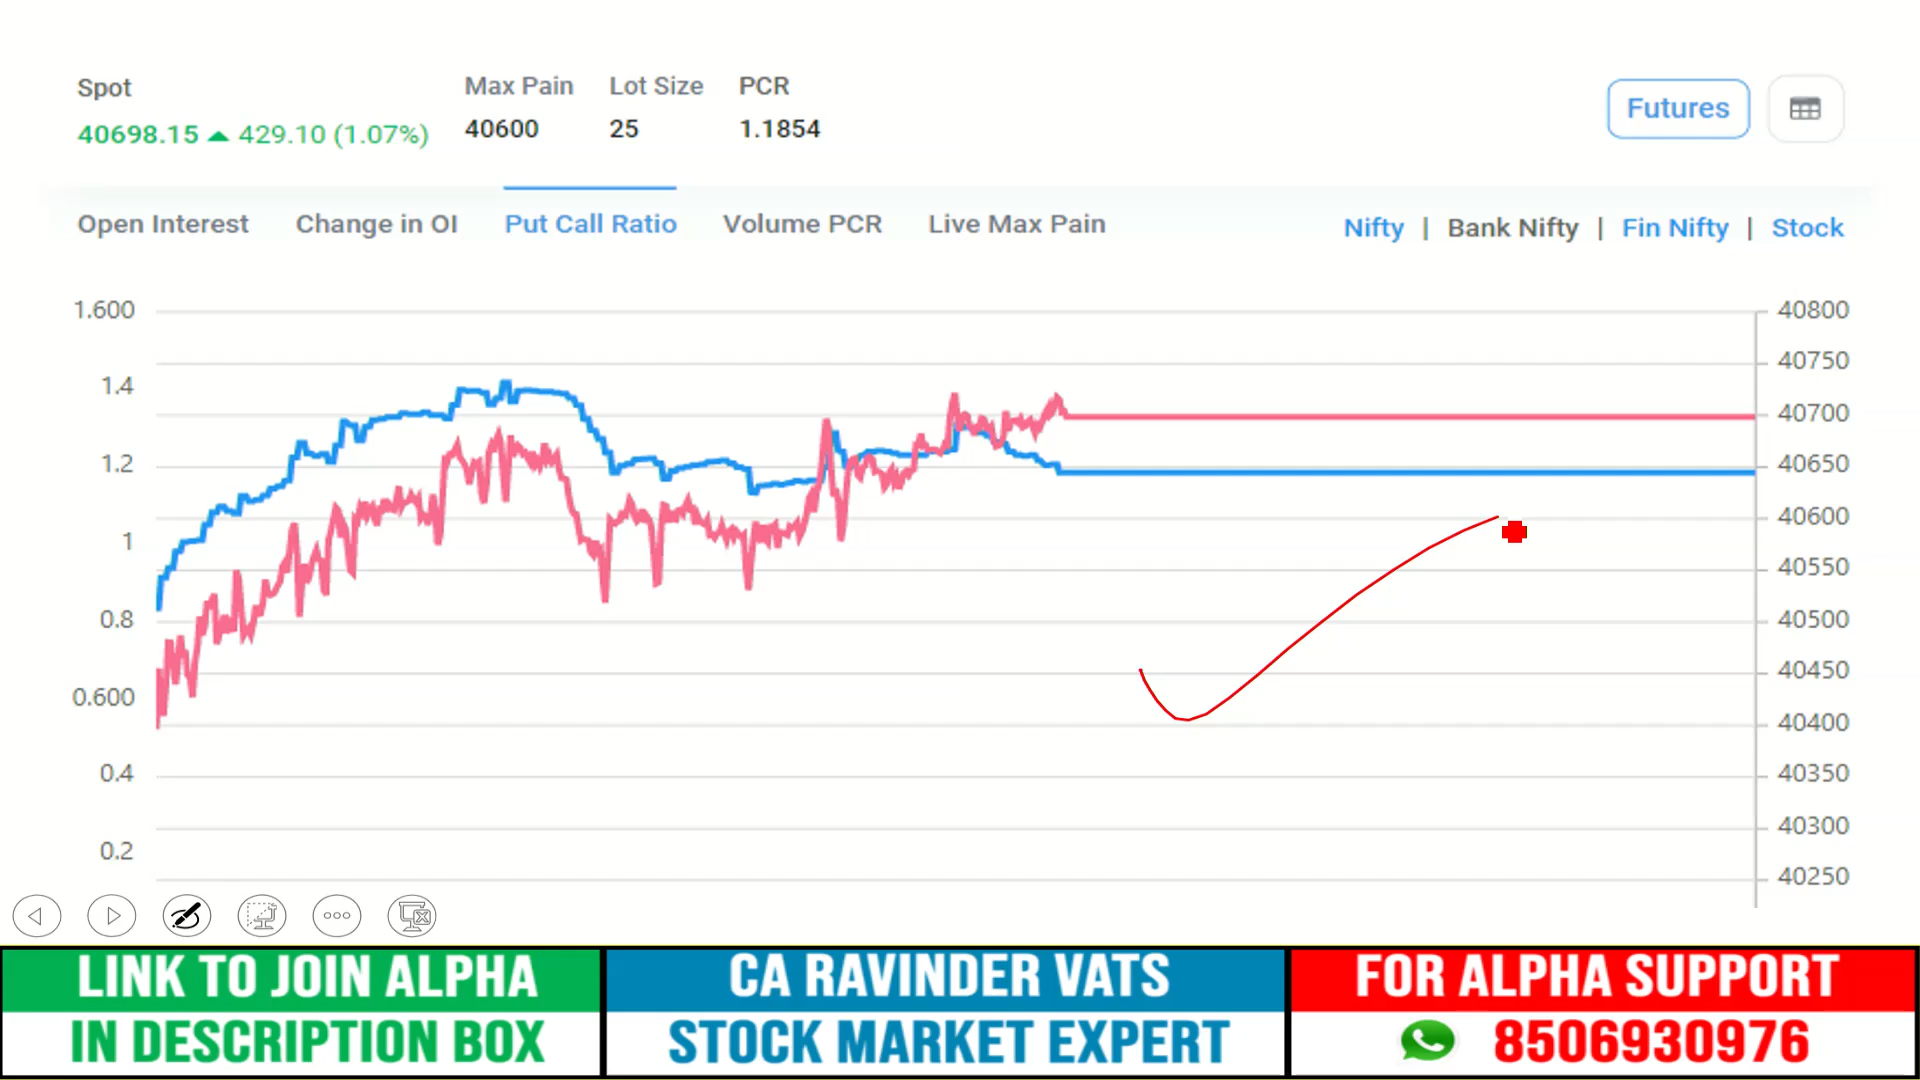 Spot
Max Pain
Lot Size
PCR
40698.15 ▲ 429.10 (1.07%)
40600
25
1.1854
Futures
Open Interest
Change in OI
Put Call Ratio
Volume PCR
Live Max Pain
Nifty | Bank Nifty | Fin Nifty | Stock
1.600
1.4
1.2
1
0.8
0.600
0.4
0.2
40800
40750
40700
40650
40600
40550
40500
40450
40400
40350
40300
40250
LINK TO JOIN ALPHA
IN DESCRIPTION BOX
CA RAVINDER VATS
STOCK MARKET EXPERT
FOR ALPHA SUPPORT
8506930976